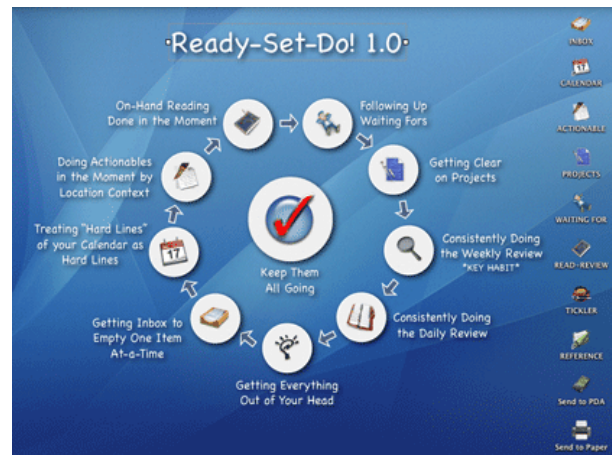 ·Ready-Set-Do! 1.0·
On-Hand Reading
Done in the Moment
Following Up
Waiting Fors
Getting Clear
on Projects
Consistently Doing
the Weekly Review
*KEY HABIT*
Consistently Doing
the Daily Review
Getting Everything
Out of Your Head
Getting Inbox to
Empty One Item
At-a-Time
Treating "Hard Lines"
of your Calendar as
Hard Lines
17
Doing Actionables
in the Moment by
Location Context
Keep Them
All Going
INBOX
17
CALENDAR
ACTIONABLE
PROJECTS
WAITING FOR
READ-REVIEW
TICKLER
REFERENCE
Send to PDA
Send to Paper